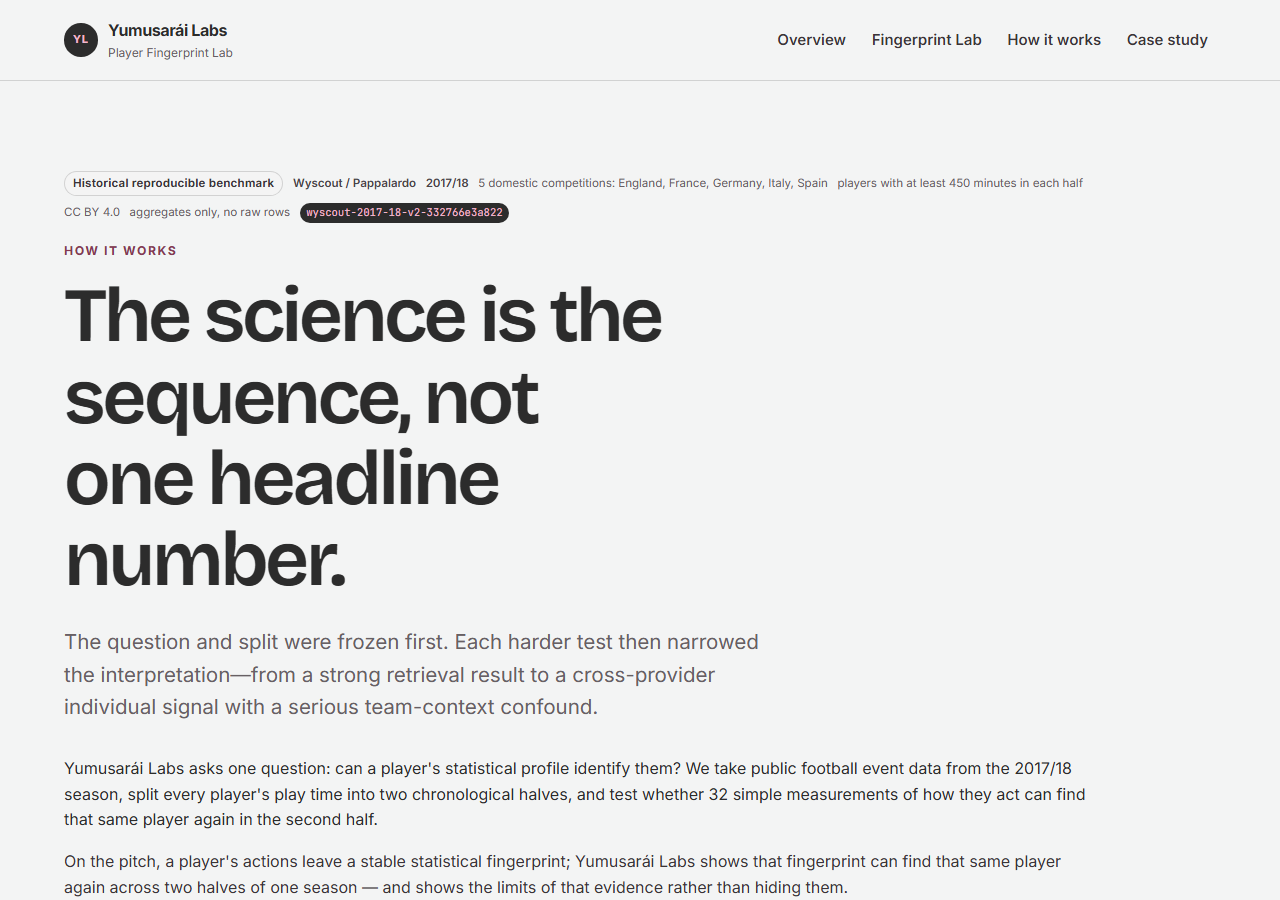 YL
Yumusarái Labs
Player Fingerprint Lab
Overview
Fingerprint Lab
How it works
Case study
Historical reproducible benchmark Wyscout / Pappalardo 2017/18 5 domestic competitions: England, France, Germany, Italy, Spain players with at least 450 minutes in each half
CC BY 4.0 aggregates only, no raw rows wyscout-2017-18-v2-332766e3a822
HOW IT WORKS
The science is the
sequence, not
one headline
number.
The question and split were frozen first. Each harder test then narrowed
the interpretation—from a strong retrieval result to a cross-provider
individual signal with a serious team-context confound.
Yumusarái Labs asks one question: can a player's statistical profile identify them? We take public football event data from the 2017/18
season, split every player's play time into two chronological halves, and test whether 32 simple measurements of how they act can find
that same player again in the second half.
On the pitch, a player's actions leave a stable statistical fingerprint; Yumusarái Labs shows that fingerprint can find that same player
again across two halves of one season — and shows the limits of that evidence rather than hiding them.